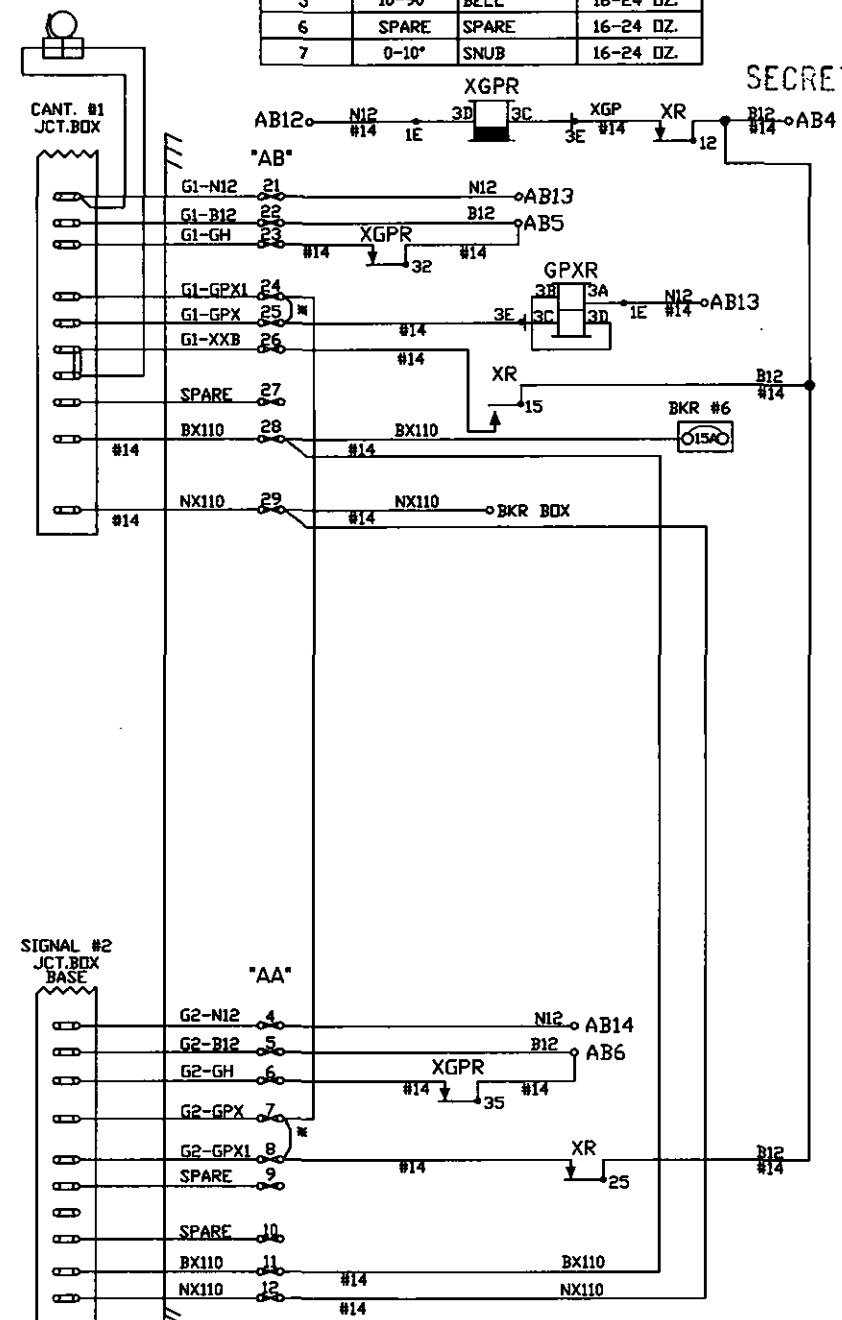 BELL
6 SPARE SPARE 16-24 OZ.
7 0-10° SNUB 16-24 OZ.
XGPR
CANT. #1
JCT.BOX
AB12 N12 #14 1E 3D 3C 3E XGP #14 XR 12 B12 #14 AB4
"AB"
G1-N12 21 N12 AB13
G1-B12 22 B12 AB5
G1-GH 23 #14 XGPR 32 #14
GPXR
G1-GPX1 24 * 3B 3A N12 #14 AB13
G1-GPX 25 #14 3E 3C 3D 1E
G1-XXB 26 #14
XR 15 B12 #14
SPARE 27
BKR #6
BX110 28 BX110 15A
#14 #14
NX110 29 NX110 BKR BOX
#14 #14
SIGNAL #2
JCT.BOX
BASE
"AA"
G2-N12 4 N12 AB14
G2-B12 5 B12 AB6
G2-GH 6 #14 XGPR 35 #14
G2-GPX 7 *
G2-GPX1 8 #14 XR 25 B12 #14
SPARE 9
SPARE 10
BX110 11 #14 BX110
NX110 12 #14 NX110